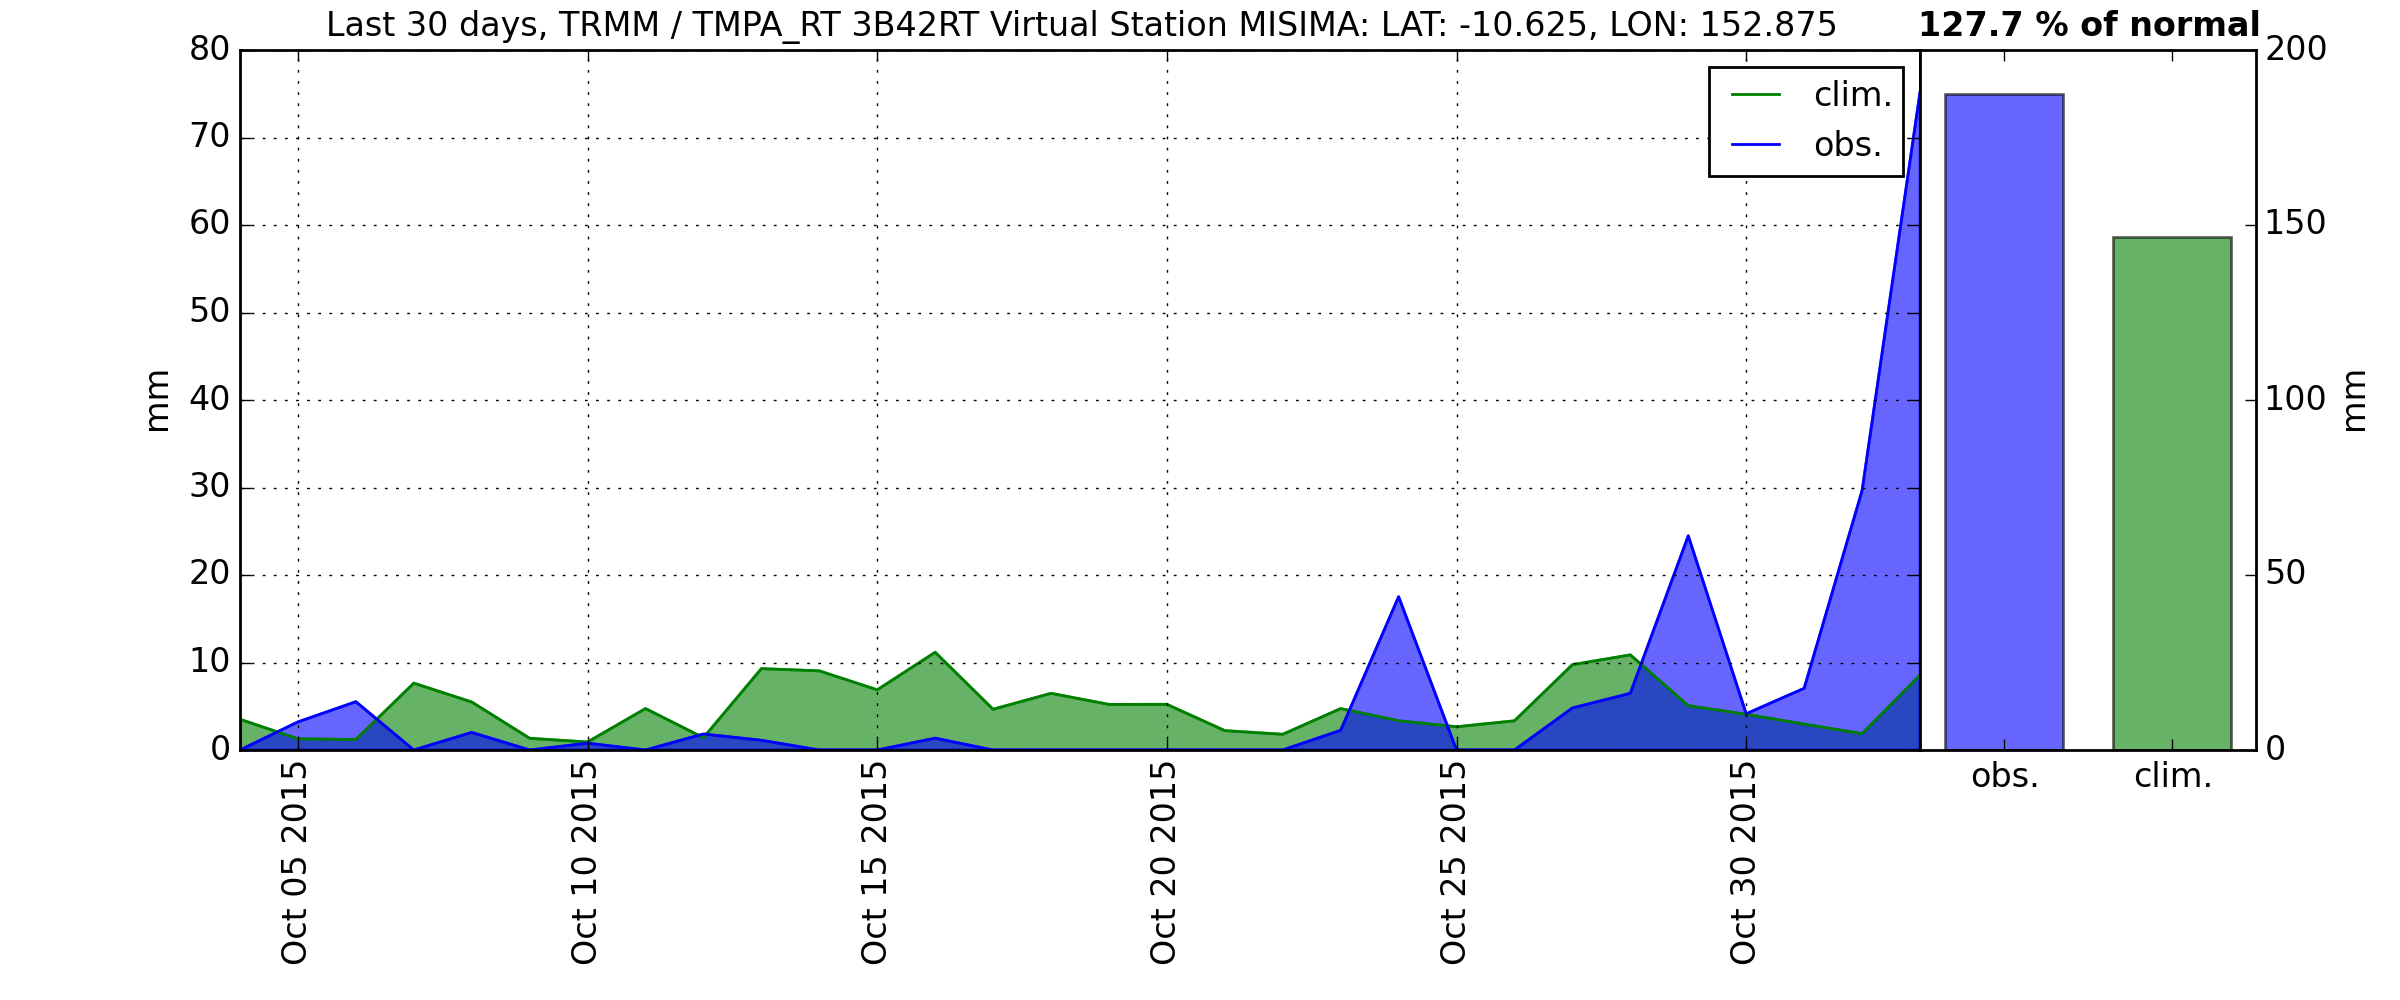 Last 30 days, TRMM / TMPA_RT 3B42RT Virtual Station MISIMA: LAT: -10.625, LON: 152.875
127.7 % of normal
80
70
60
50
40
30
20
10
0
mm
clim.
obs.
Oct 05 2015
Oct 10 2015
Oct 15 2015
Oct 20 2015
Oct 25 2015
Oct 30 2015
obs.
clim.
200
150
100
50
0
mm